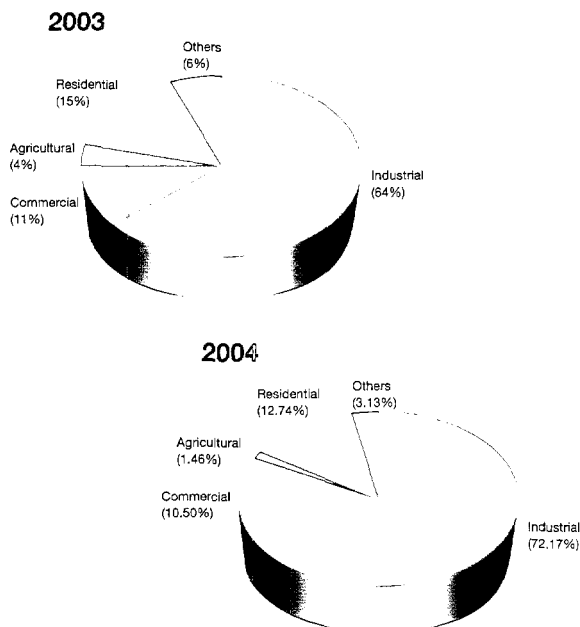 2003
Others
(6%)
Residential
(15%)
Agricultural
(4%)
Commercial
(11%)
Industrial
(64%)
2004
Residential
(12.74%)
Others
(3.13%)
Agricultural
(1.46%)
Commercial
(10.50%)
Industrial
(72.17%)